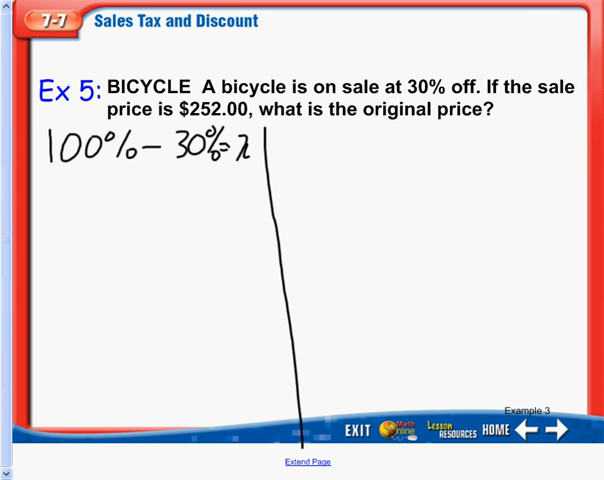 7-7 Sales Tax and Discount
Ex 5: BICYCLE A bicycle is on sale at 30% off. If the sale
price is $252.00, what is the original price?
100% - 30% = x
Example 3
EXIT Math Online Lesson RESOURCES HOME
Extend Page